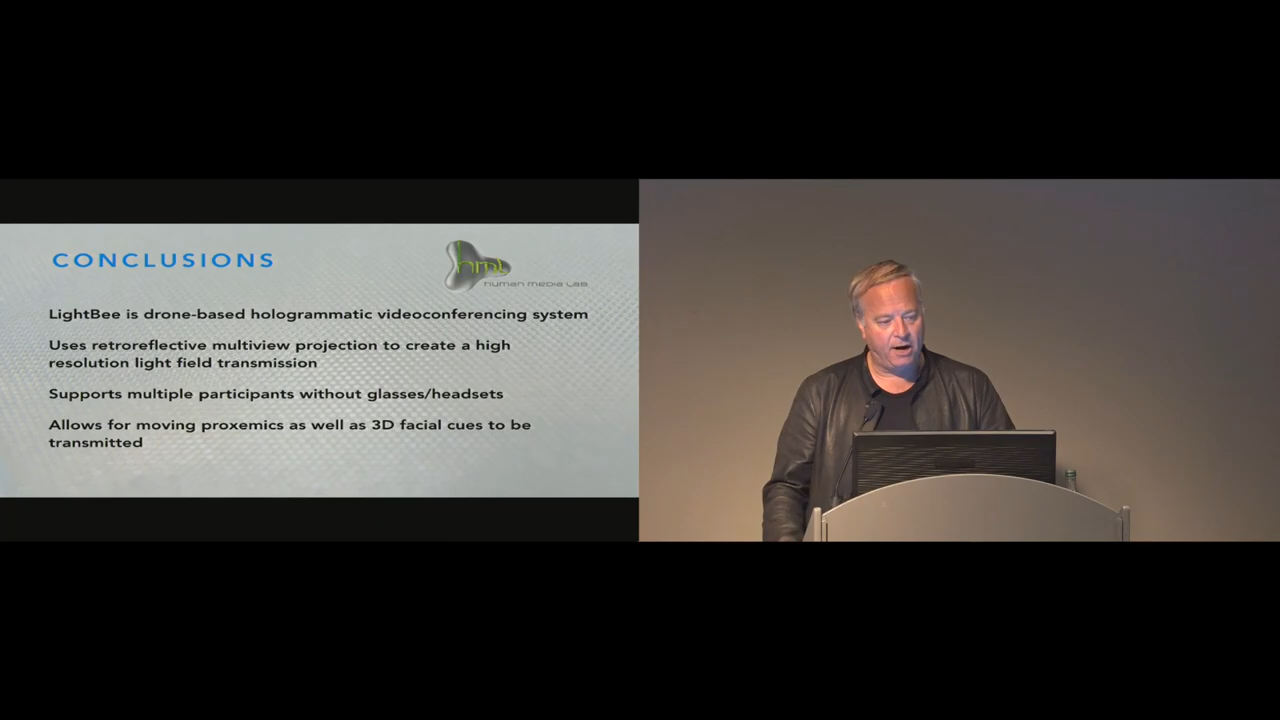 CONCLUSIONS
hml
human media lab
LightBee is drone-based hologrammatic videoconferencing system
Uses retroreflective multiview projection to create a high
resolution light field transmission
Supports multiple participants without glasses/headsets
Allows for moving proxemics as well as 3D facial cues to be
transmitted